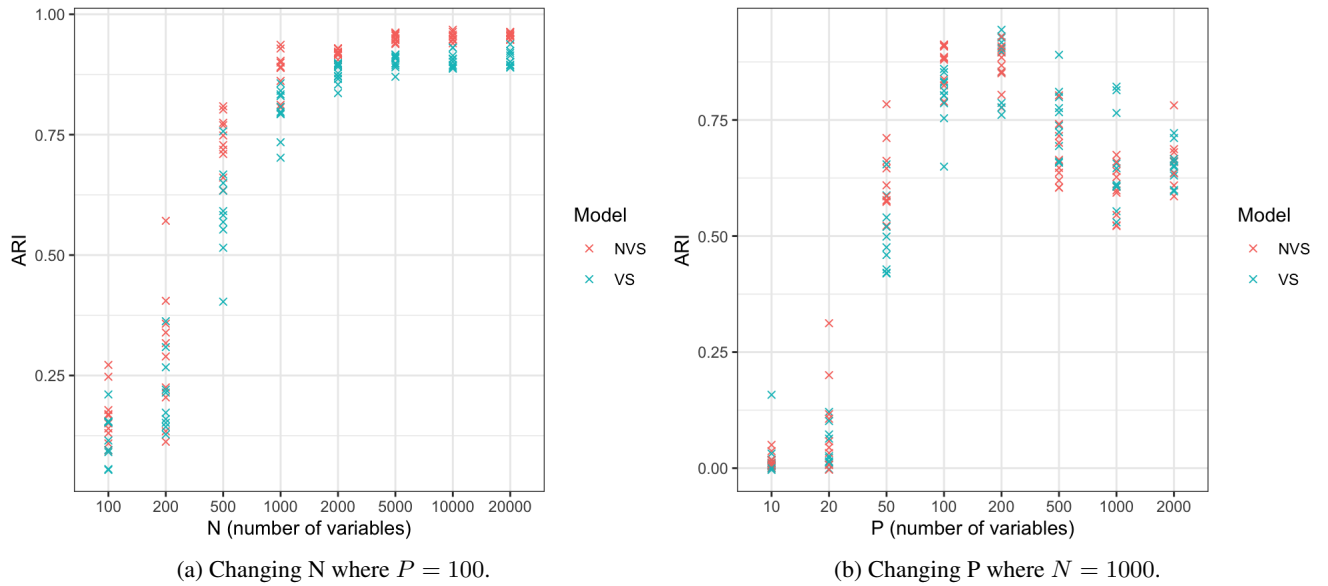 1.00
0.75
0.50
0.25
ARI
100 200 500 1000 2000 5000 10000 20000
N (number of variables)
Model
NVS
VS
(a) Changing N where P = 100.
0.75
0.50
0.25
0.00
ARI
10 20 50 100 200 500 1000 2000
P (number of variables)
Model
NVS
VS
(b) Changing P where N = 1000.